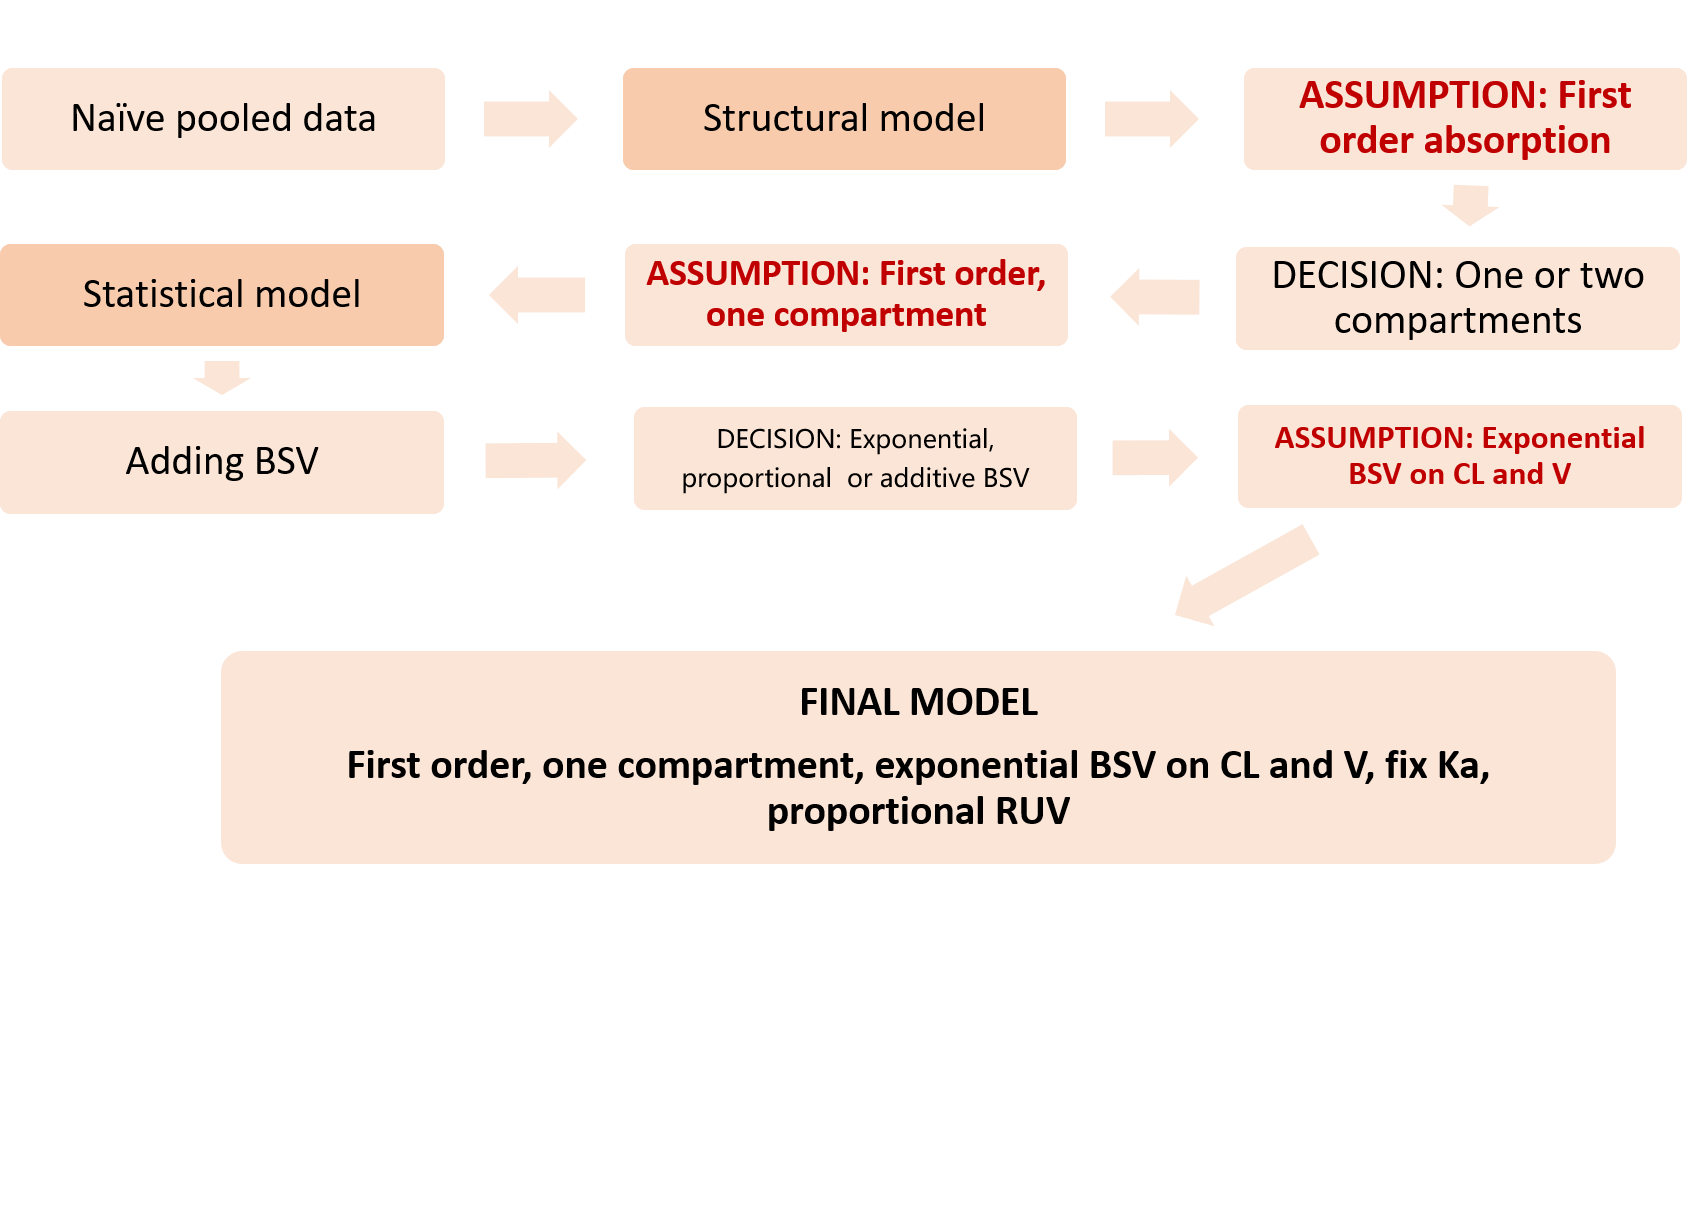 Naïve pooled data
Structural model
ASSUMPTION: First
order absorption
DECISION: One or two
compartments
ASSUMPTION: First order,
one compartment
Statistical model
Adding BSV
DECISION: Exponential,
proportional  or additive BSV
ASSUMPTION: Exponential
BSV on CL and V
FINAL MODEL
First order, one compartment, exponential BSV on CL and V, fix Ka,
proportional RUV